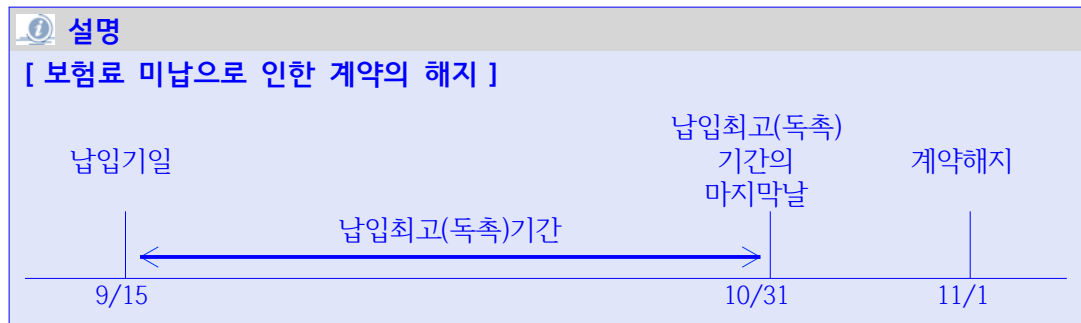 설명
[ 보험료 미납으로 인한 계약의 해지 ]
납입기일
납입최고(독촉)
기간의
마지막날
계약해지
납입최고(독촉)기간
9/15
10/31
11/1